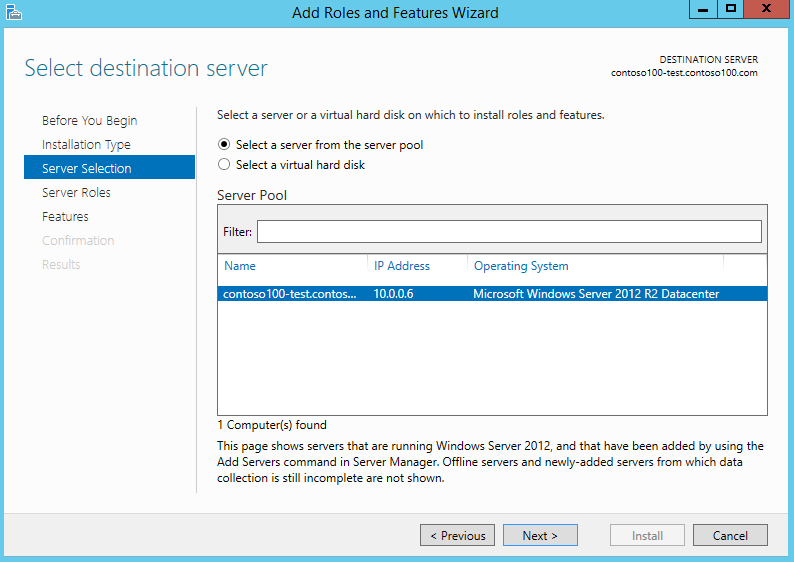 Add Roles and Features Wizard
Select destination server
DESTINATION SERVER
contoso100-test.contoso100.com
Before You Begin
Installation Type
Server Selection
Server Roles
Features
Confirmation
Results
Select a server or a virtual hard disk on which to install roles and features.
Select a server from the server pool
Select a virtual hard disk
Server Pool
Filter:
Name IP Address Operating System
contoso100-test.contos... 10.0.0.6 Microsoft Windows Server 2012 R2 Datacenter
1 Computer(s) found
This page shows servers that are running Windows Server 2012, and that have been added by using the
Add Servers command in Server Manager. Offline servers and newly-added servers from which data
collection is still incomplete are not shown.
< Previous Next > Install Cancel